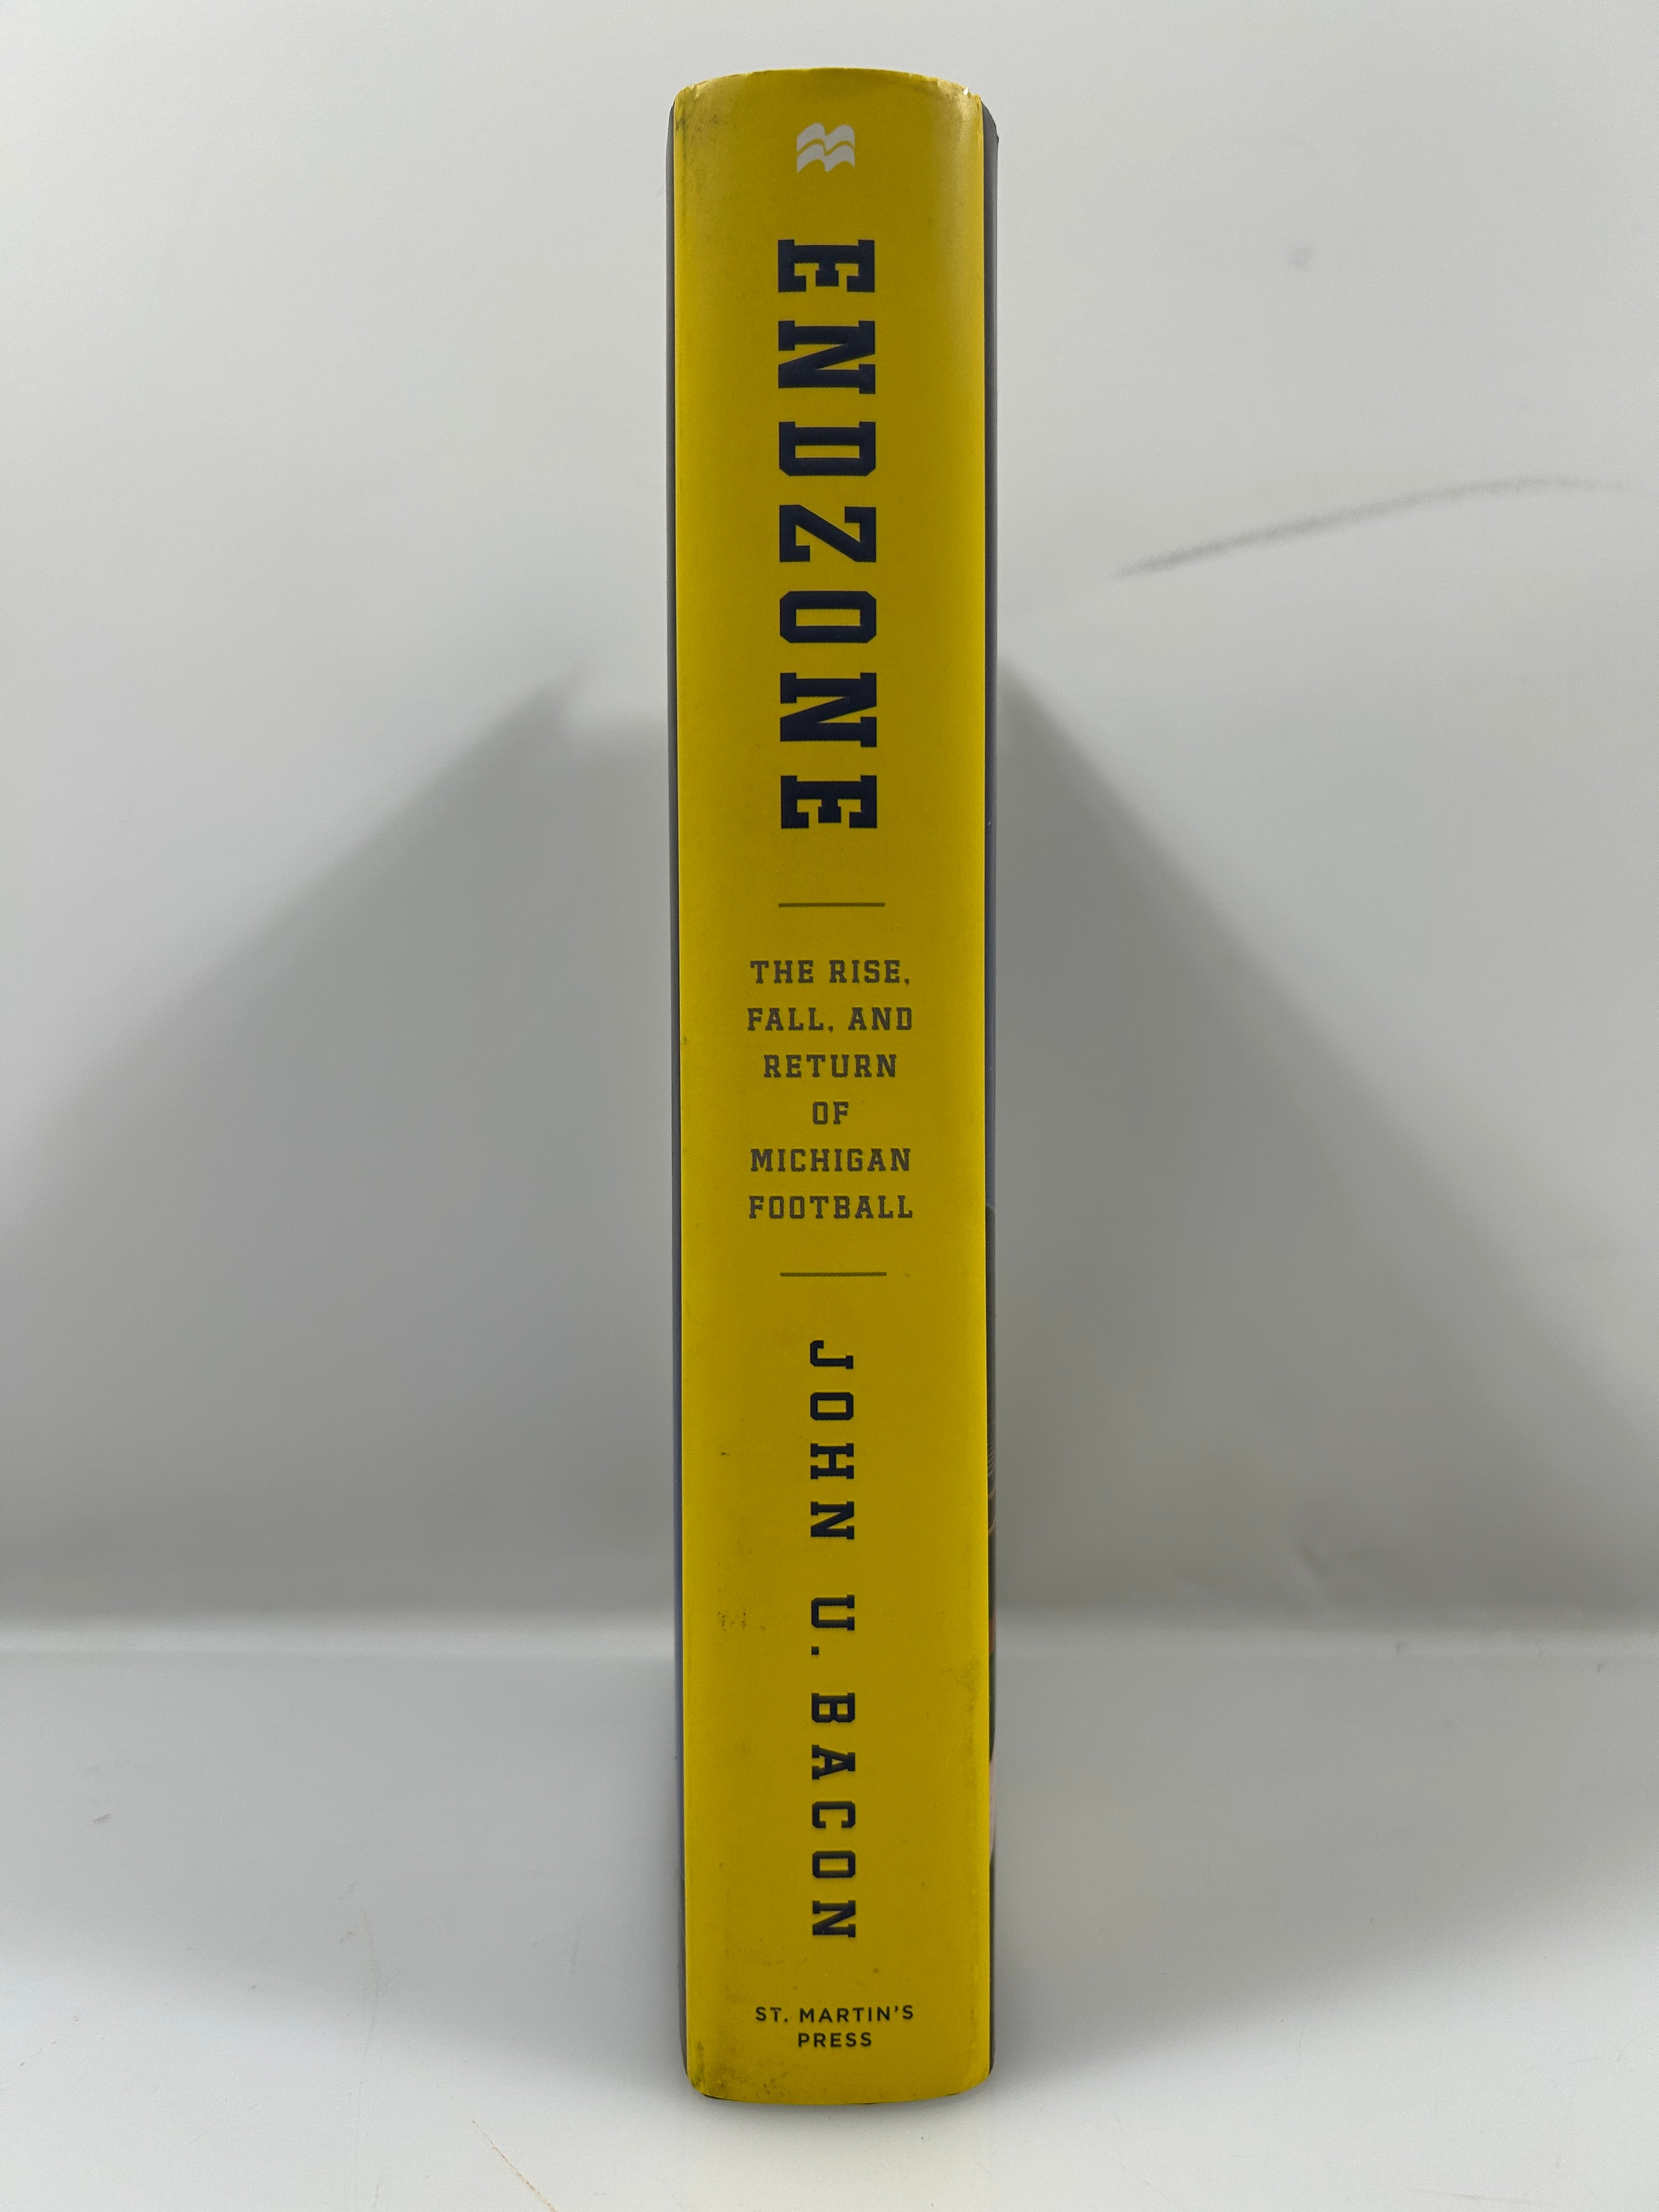 ENDZONE
THE RISE,
FALL, AND
RETURN
OF
MICHIGAN
FOOTBALL
JOHN U. BACON
ST. MARTIN'S
PRESS